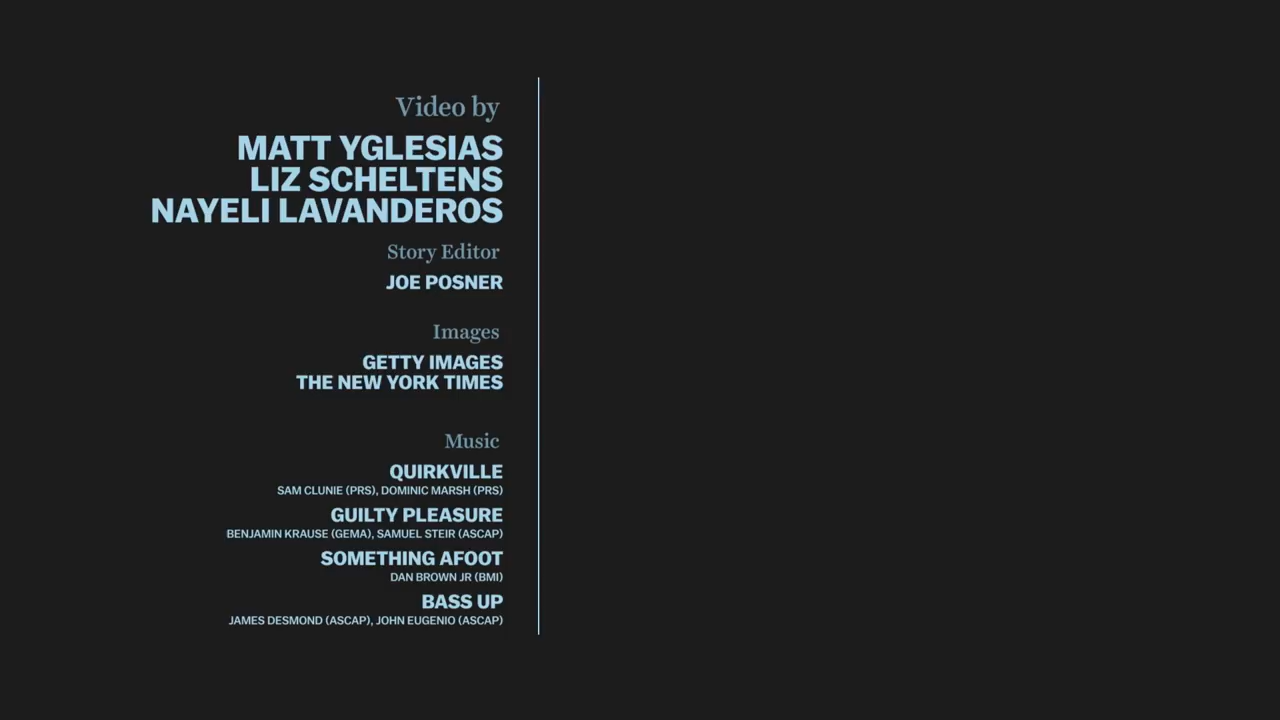 Video by
MATT YGLESIAS
LIZ SCHELTENS
NAYELI LAVANDEROS
Story Editor
JOE POSNER
Images
GETTY IMAGES
THE NEW YORK TIMES
Music
QUIRKVILLE
SAM CLUNIE (PRS), DOMINIC MARSH (PRS)
GUILTY PLEASURE
BENJAMIN KRAUSE (GEMA), SAMUEL STEIR (ASCAP)
SOMETHING AFOOT
DAN BROWN JR (BMI)
BASS UP
JAMES DESMOND (ASCAP), JOHN EUGENIO (ASCAP)